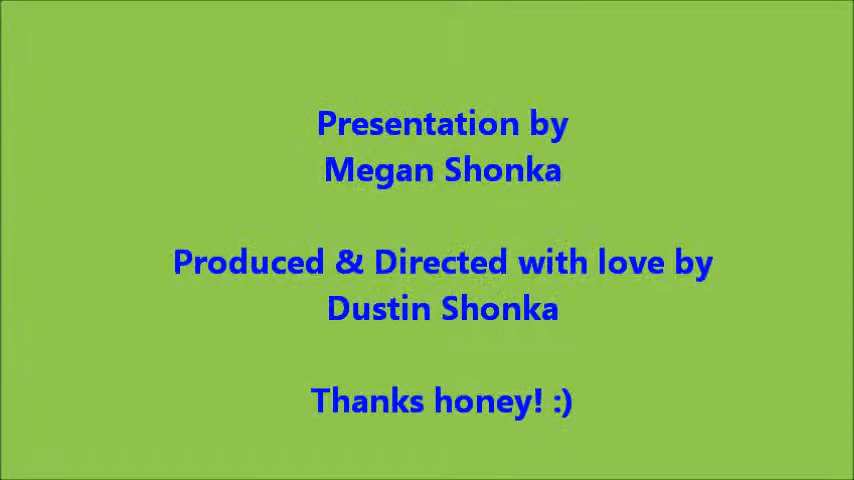 Presentation by
Megan Shonka
Produced & Directed with love by
Dustin Shonka
Thanks honey! :)